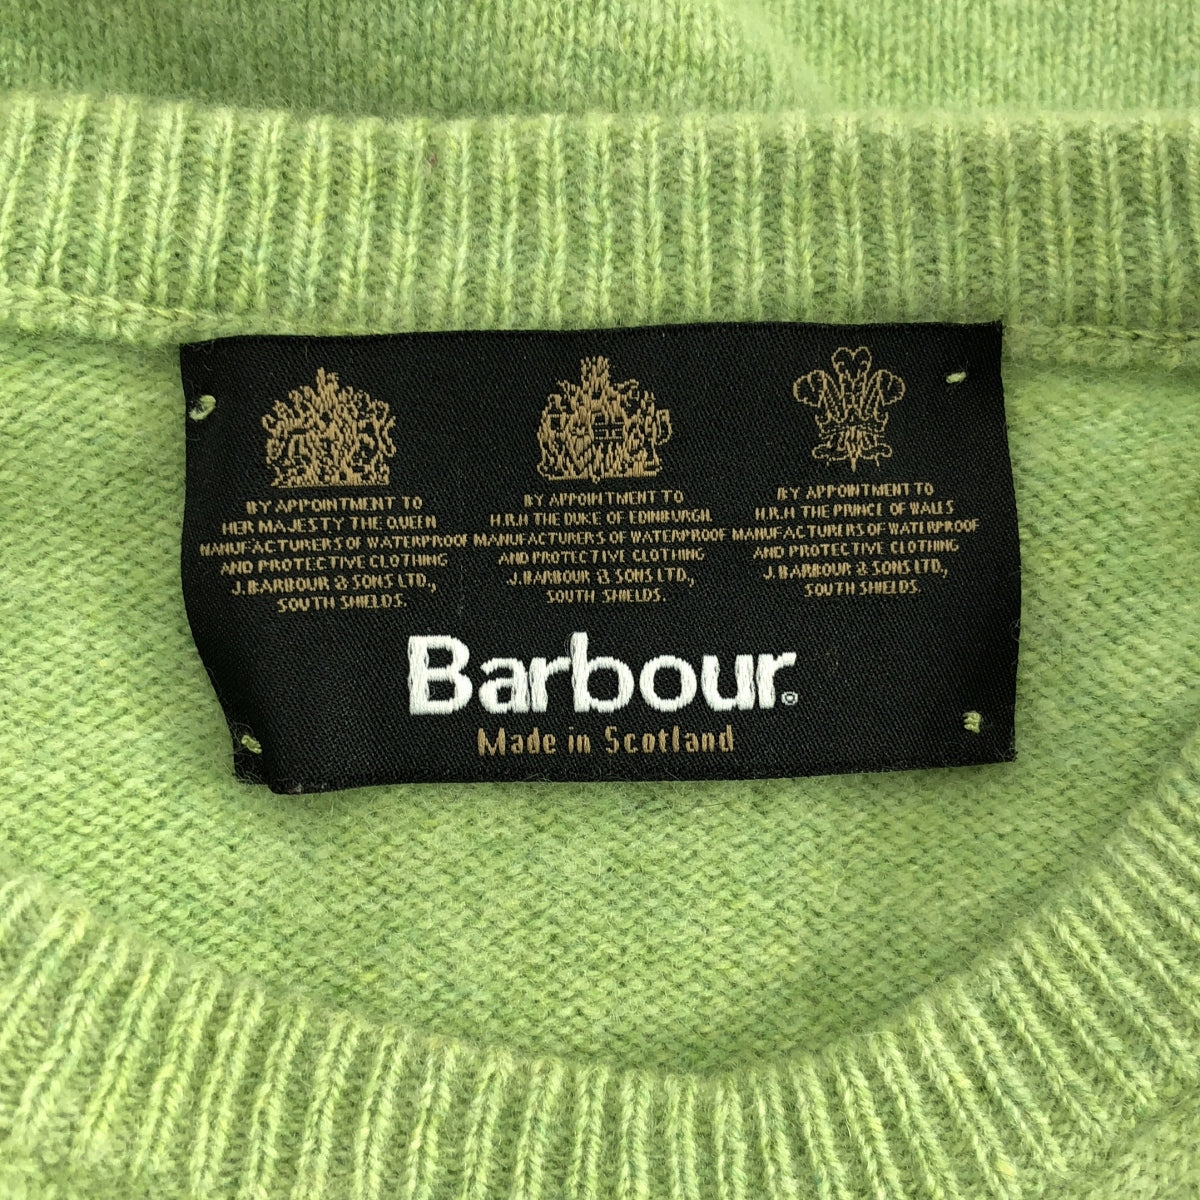 BY APPOINTMENT TO
HER MAJESTY THE QUEEN
MANUFACTURERS OF WATERPROOF
AND PROTECTIVE CLOTHING
J. BARBOUR & SONS LTD.,
SOUTH SHIELDS.
BY APPOINTMENT TO
H.R.H THE DUKE OF EDINBURGH.
MANUFACTURERS OF WATERPROOF
AND PROTECTIVE CLOTHING
J. BARBOUR & SONS LTD.,
SOUTH SHIELDS.
BY APPOINTMENT TO
H.R.H THE PRINCE OF WALES
MANUFACTURERS OF WATERPROOF
AND PROTECTIVE CLOTHING
J. BARBOUR & SONS LTD.,
SOUTH SHIELDS.
Barbour®
Made in Scotland